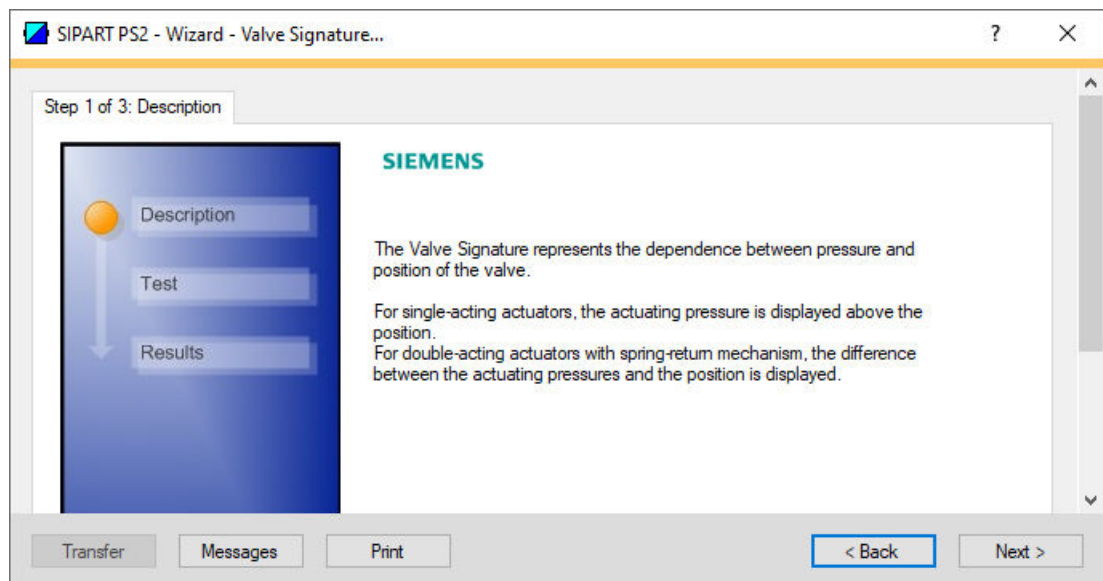 SIPART PS2 - Wizard - Valve Signature...
?
Step 1 of 3: Description
Description
Test
Results
SIEMENS
The Valve Signature represents the dependence between pressure and
position of the valve.
For single-acting actuators, the actuating pressure is displayed above the
position.
For double-acting actuators with spring-return mechanism, the difference
between the actuating pressures and the position is displayed.
Transfer
Messages
Print
< Back
Next >